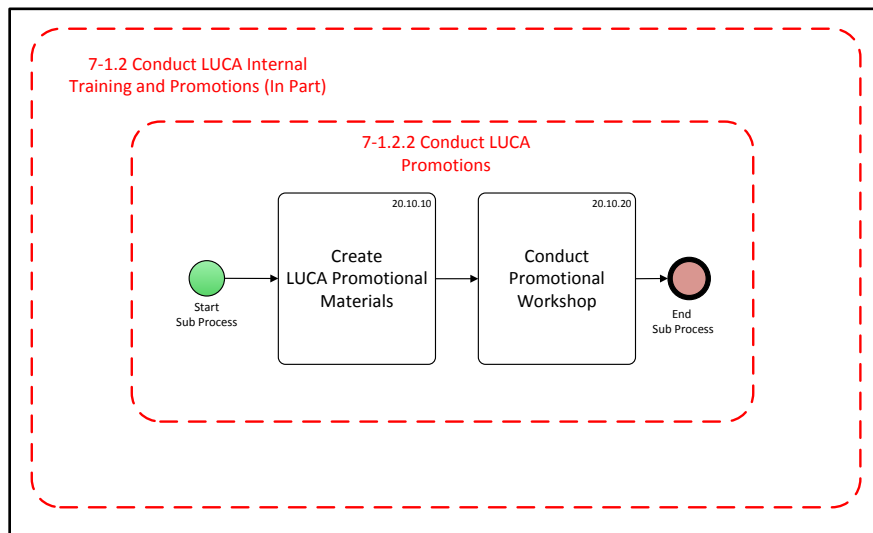 7-1.2 Conduct LUCA Internal
Training and Promotions (In Part)
7-1.2.2 Conduct LUCA
Promotions
20.10.10
Create
LUCA Promotional
Materials
20.10.20
Conduct
Promotional
Workshop
Start
Sub Process
End
Sub Process